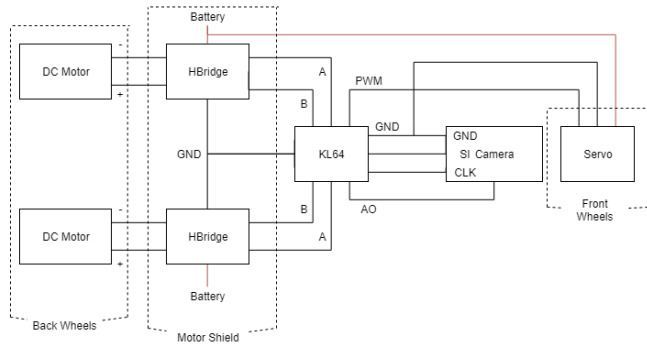 Battery
-
DC Motor
+
HBridge
A
B
PWM
GND
GND
KL64
GND
SI Camera
CLK
Servo
AO
Front
Wheels
-
DC Motor
+
HBridge
B
A
Battery
Back Wheels
Motor Shield